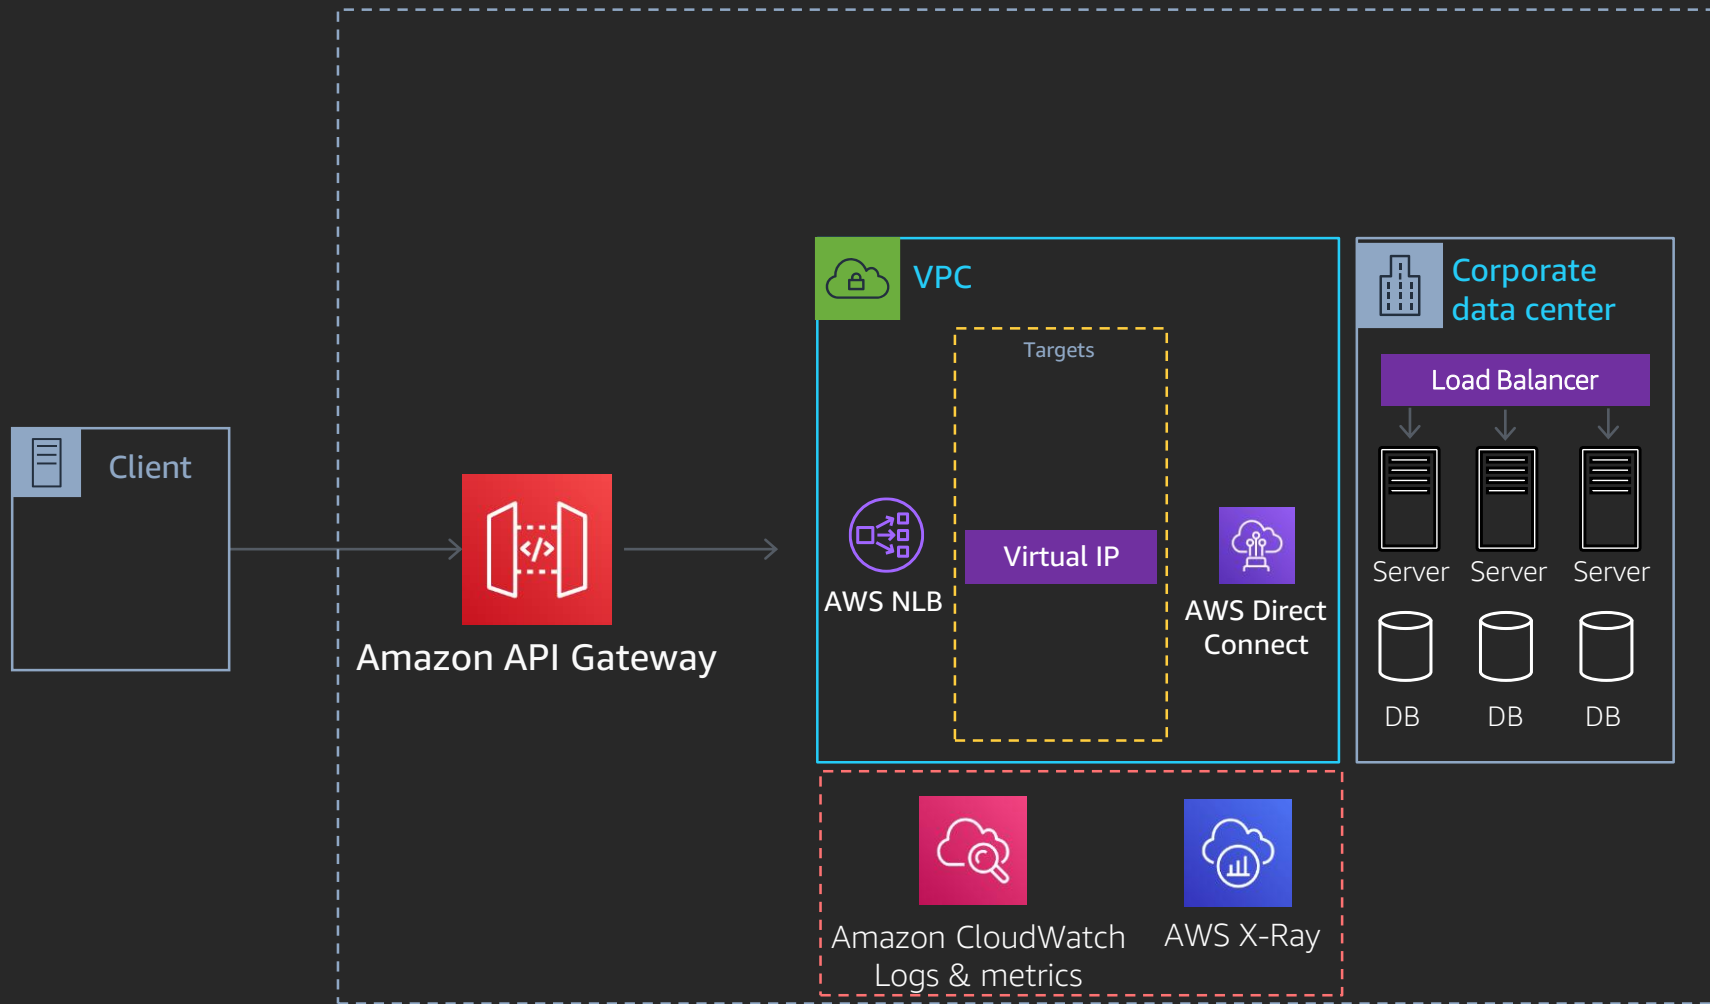 Client
Amazon API Gateway
VPC
Targets
AWS NLB
Virtual IP
AWS Direct
Connect
Corporate
data center
Load Balancer
Server Server Server
DB DB DB
Amazon CloudWatch
Logs & metrics
AWS X-Ray